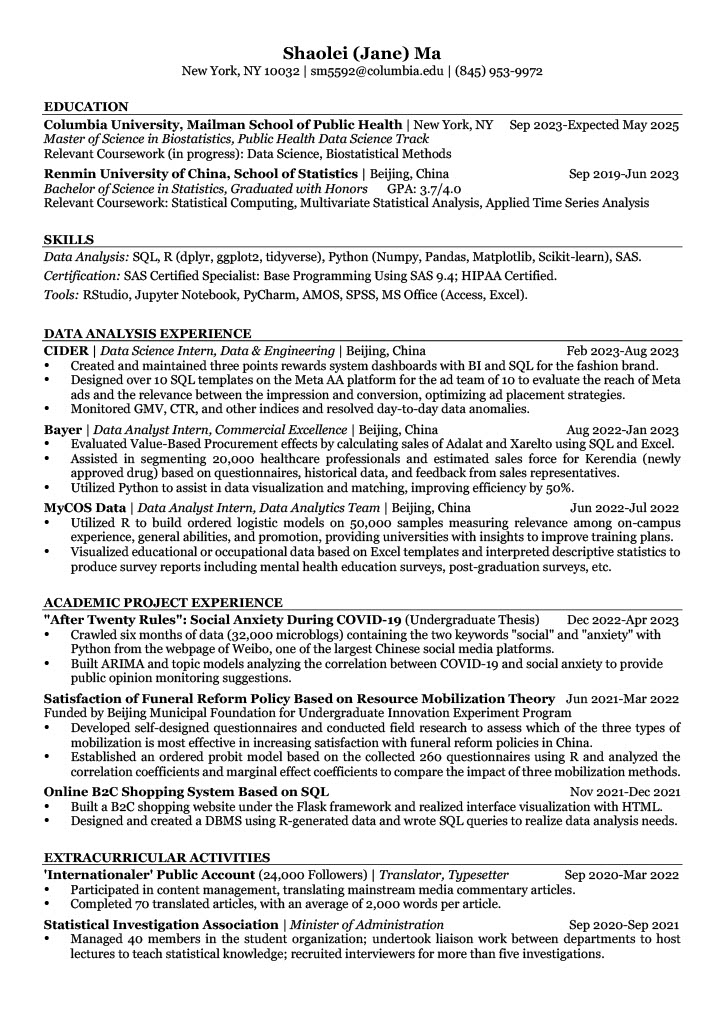 Shaolei (Jane) Ma
New York, NY 10032 | sm5592@columbia.edu | (845) 953-9972
EDUCATION
Columbia University, Mailman School of Public Health | New York, NY Sep 2023-Expected May 2025
Master of Science in Biostatistics, Public Health Data Science Track
Relevant Coursework (in progress): Data Science, Biostatistical Methods
Renmin University of China, School of Statistics | Beijing, China Sep 2019-Jun 2023
Bachelor of Science in Statistics, Graduated with Honors GPA: 3.7/4.0
Relevant Coursework: Statistical Computing, Multivariate Statistical Analysis, Applied Time Series Analysis
SKILLS
Data Analysis: SQL, R (dplyr, ggplot2, tidyverse), Python (Numpy, Pandas, Matplotlib, Scikit-learn), SAS.
Certification: SAS Certified Specialist: Base Programming Using SAS 9.4; HIPAA Certified.
Tools: RStudio, Jupyter Notebook, PyCharm, AMOS, SPSS, MS Office (Access, Excel).
DATA ANALYSIS EXPERIENCE
CIDER | Data Science Intern, Data & Engineering | Beijing, China Feb 2023-Aug 2023
• Created and maintained three points rewards system dashboards with BI and SQL for the fashion brand.
• Designed over 10 SQL templates on the Meta AA platform for the ad team of 10 to evaluate the reach of Meta
ads and the relevance between the impression and conversion, optimizing ad placement strategies.
• Monitored GMV, CTR, and other indices and resolved day-to-day data anomalies.
Bayer | Data Analyst Intern, Commercial Excellence | Beijing, China Aug 2022-Jan 2023
• Evaluated Value-Based Procurement effects by calculating sales of Adalat and Xarelto using SQL and Excel.
• Assisted in segmenting 20,000 healthcare professionals and estimated sales force for Kerendia (newly
approved drug) based on questionnaires, historical data, and feedback from sales representatives.
• Utilized Python to assist in data visualization and matching, improving efficiency by 50%.
MyCOS Data | Data Analyst Intern, Data Analytics Team | Beijing, China Jun 2022-Jul 2022
• Utilized R to build ordered logistic models on 50,000 samples measuring relevance among on-campus
experience, general abilities, and promotion, providing universities with insights to improve training plans.
• Visualized educational or occupational data based on Excel templates and interpreted descriptive statistics to
produce survey reports including mental health education surveys, post-graduation surveys, etc.
ACADEMIC PROJECT EXPERIENCE
"After Twenty Rules": Social Anxiety During COVID-19 (Undergraduate Thesis) Dec 2022-Apr 2023
• Crawled six months of data (32,000 microblogs) containing the two keywords "social" and "anxiety" with
Python from the webpage of Weibo, one of the largest Chinese social media platforms.
• Built ARIMA and topic models analyzing the correlation between COVID-19 and social anxiety to provide
public opinion monitoring suggestions.
Satisfaction of Funeral Reform Policy Based on Resource Mobilization Theory Jun 2021-Mar 2022
Funded by Beijing Municipal Foundation for Undergraduate Innovation Experiment Program
• Developed self-designed questionnaires and conducted field research to assess which of the three types of
mobilization is most effective in increasing satisfaction with funeral reform policies in China.
• Established an ordered probit model based on the collected 260 questionnaires using R and analyzed the
correlation coefficients and marginal effect coefficients to compare the impact of three mobilization methods.
Online B2C Shopping System Based on SQL Nov 2021-Dec 2021
• Built a B2C shopping website under the Flask framework and realized interface visualization with HTML.
• Designed and created a DBMS using R-generated data and wrote SQL queries to realize data analysis needs.
EXTRACURRICULAR ACTIVITIES
'Internationaler' Public Account (24,000 Followers) | Translator, Typesetter Sep 2020-Mar 2022
• Participated in content management, translating mainstream media commentary articles.
• Completed 70 translated articles, with an average of 2,000 words per article.
Statistical Investigation Association | Minister of Administration Sep 2020-Sep 2021
• Managed 40 members in the student organization; undertook liaison work between departments to host
lectures to teach statistical knowledge; recruited interviewers for more than five investigations.